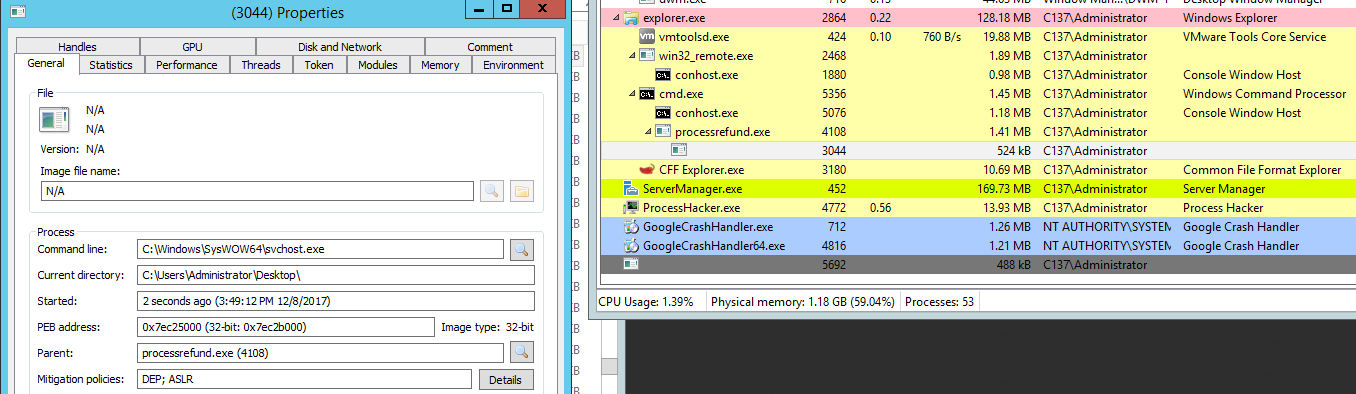 (3044) Properties
Handles GPU Disk and Network Comment
General Statistics Performance Threads Token Modules Memory Environment
File
N/A
N/A
Version: N/A
Image file name:
N/A
Process
Command line: C:\Windows\SysWOW64\svchost.exe
Current directory: C:\Users\Administrator\Desktop\
Started: 2 seconds ago (3:49:12 PM 12/8/2017)
PEB address: 0x7ec25000 (32-bit: 0x7ec2b000) Image type: 32-bit
Parent: processrefund.exe (4108)
Mitigation policies: DEP; ASLR Details
explorer.exe 2864 0.22 128.18 MB C137\Administrator Windows Explorer
vm vmtoolsd.exe 424 0.10 760 B/s 19.88 MB C137\Administrator VMware Tools Core Service
win32_remote.exe 2468 1.89 MB C137\Administrator
conhost.exe 1880 0.98 MB C137\Administrator Console Window Host
cmd.exe 5356 1.45 MB C137\Administrator Windows Command Processor
conhost.exe 5076 1.18 MB C137\Administrator Console Window Host
processrefund.exe 4108 1.41 MB C137\Administrator
3044 524 kB C137\Administrator
CFF Explorer.exe 3180 10.69 MB C137\Administrator Common File Format Explorer
ServerManager.exe 452 169.73 MB C137\Administrator Server Manager
ProcessHacker.exe 4772 0.56 13.93 MB C137\Administrator Process Hacker
GoogleCrashHandler.exe 712 1.26 MB NT AUTHORITY\SYSTEM Google Crash Handler
GoogleCrashHandler64.exe 4816 1.21 MB NT AUTHORITY\SYSTEM Google Crash Handler
5692 488 kB C137\Administrator
CPU Usage: 1.39% Physical memory: 1.18 GB (59.04%) Processes: 53